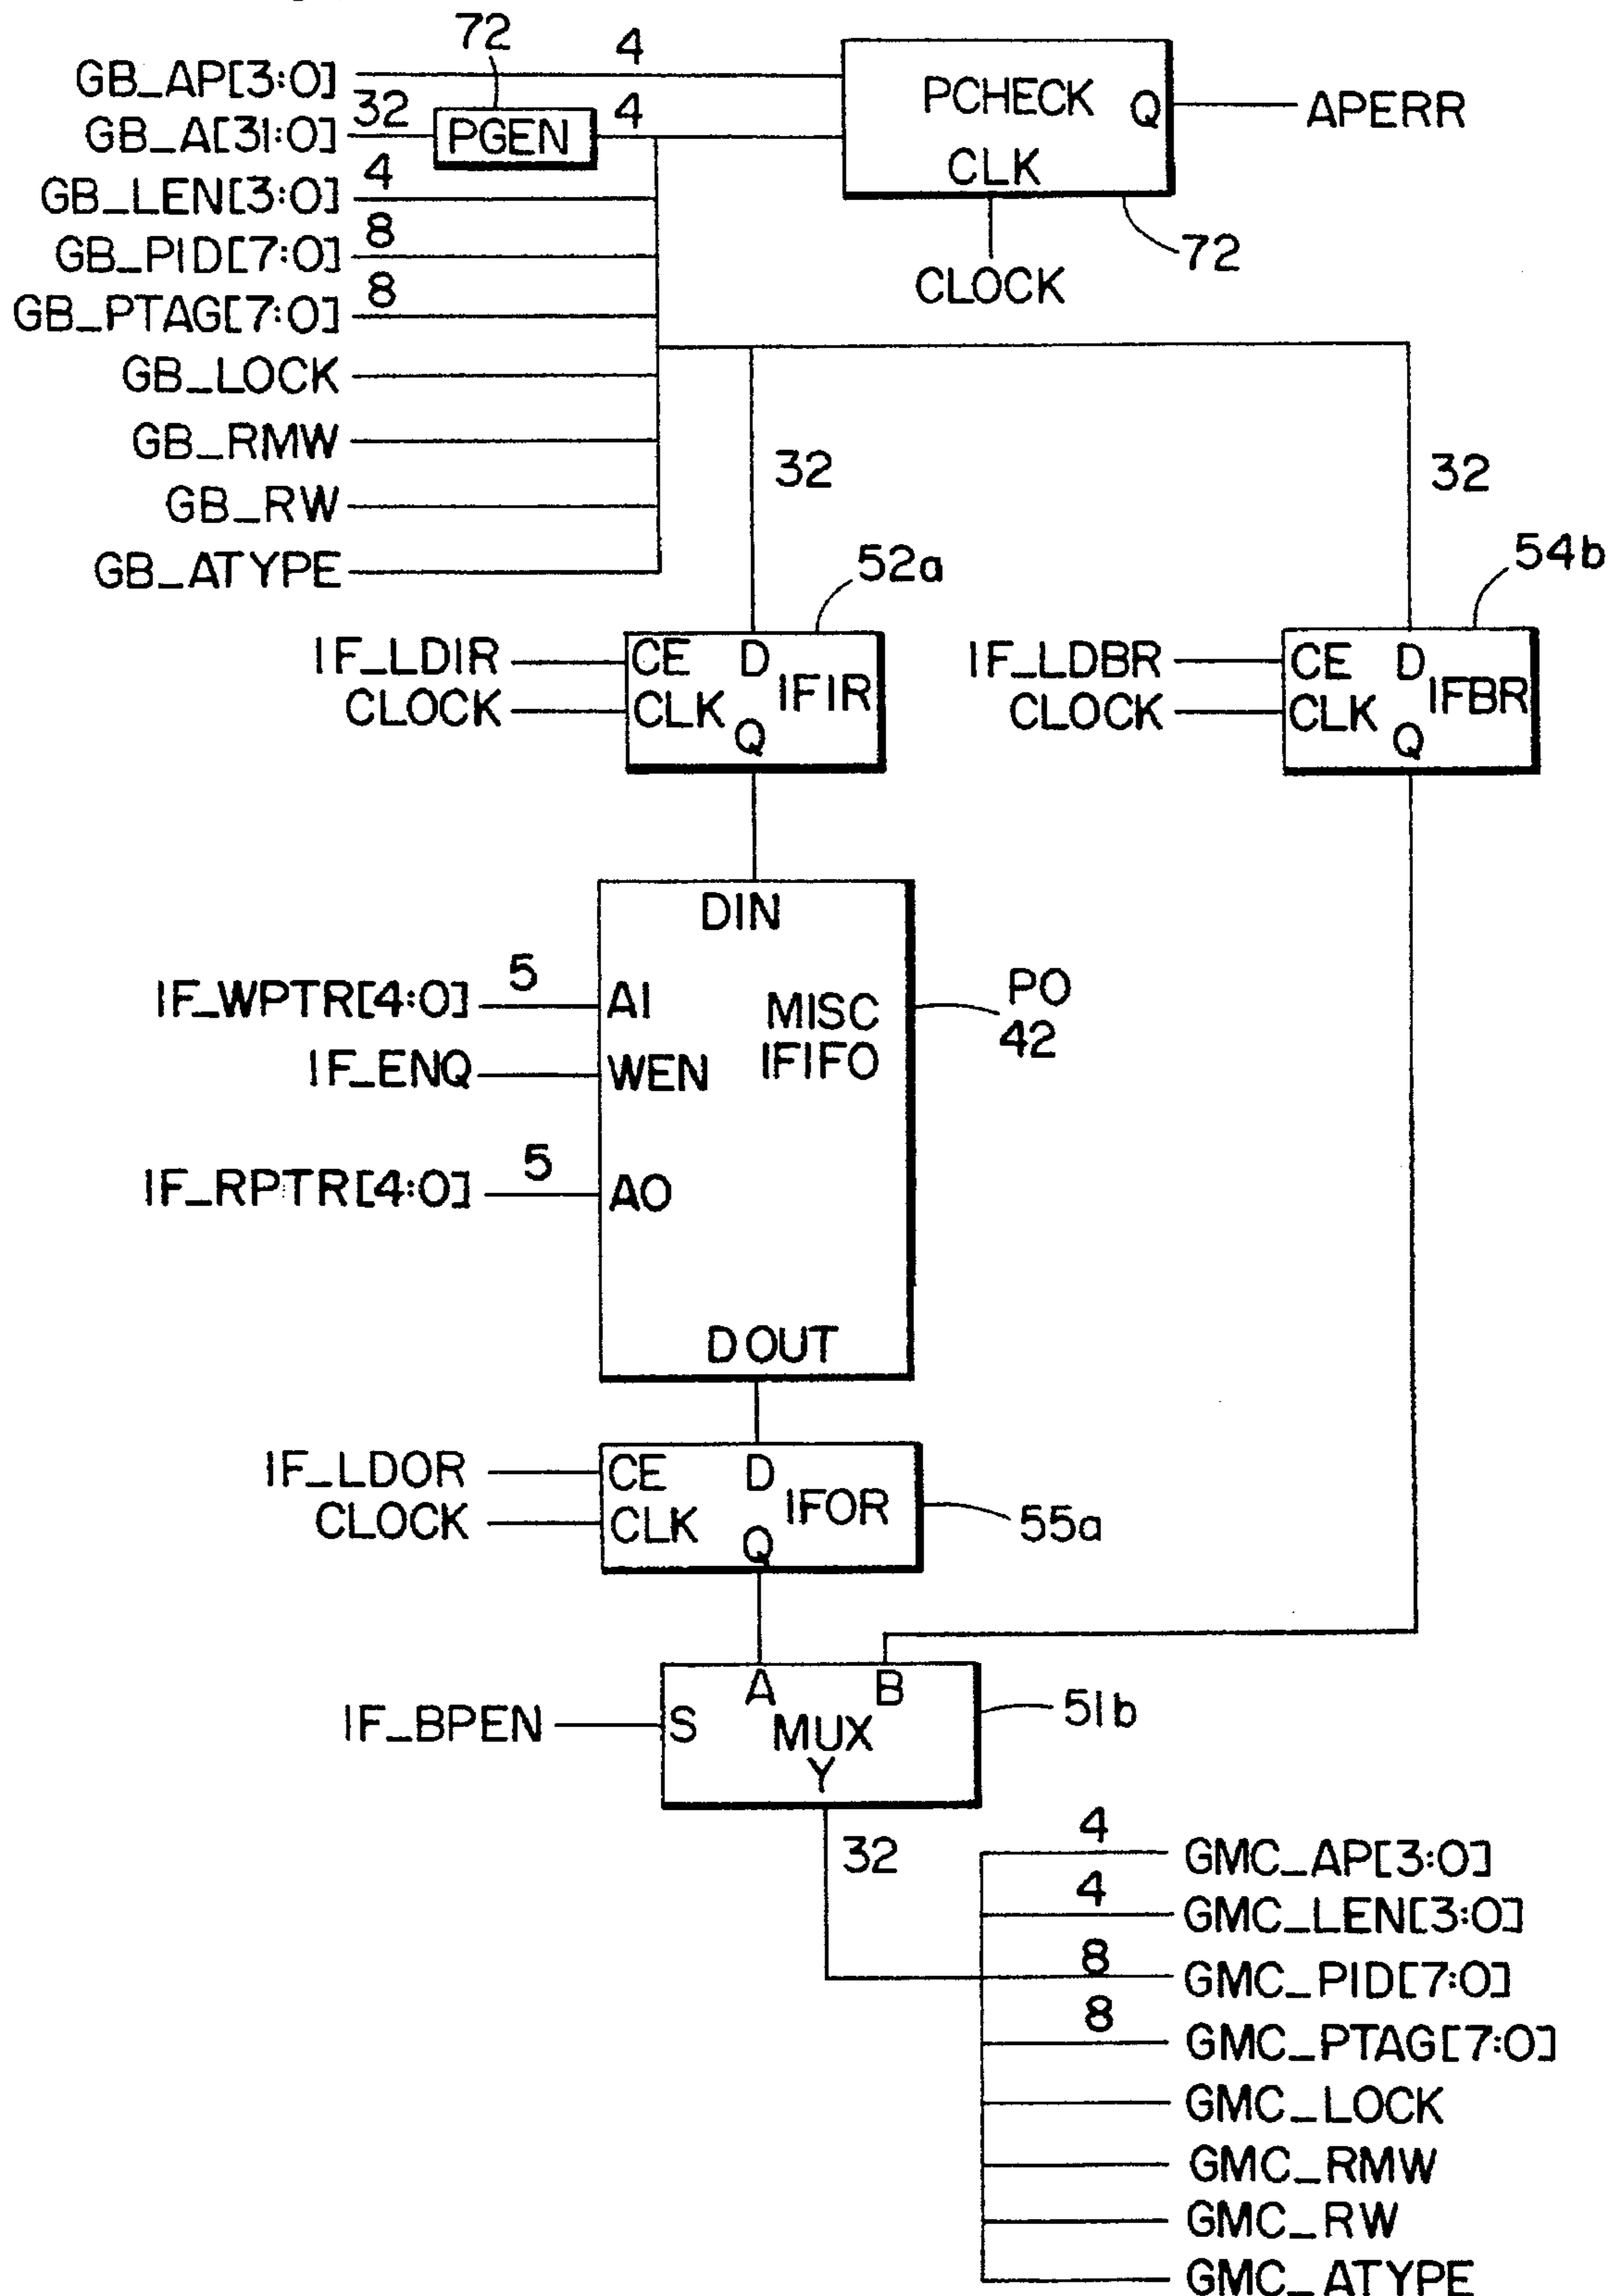 72
4
GB_AP[3:0]
PCHECK
Q
APERR
32
4
GB_A[31:0]
PGEN
CLK
4
GB_LEN[3:0]
8
GB_PID[7:0]
72
CLOCK
8
GB_PTAG[7:0]
GB_LOCK
GB_RMW
32
32
GB_RW
GB_ATYPE
52a
54b
IF_LDIR
CE D
IFIR
CLOCK
CLK
Q
IF_LDBR
CE D
IFBR
CLOCK
CLK
Q
DIN
5
IF_WPTR[4:0]
AI
MISC
IFIFO
PO
42
IF_ENQ
WEN
5
IF_RPTR[4:0]
AO
D OUT
IF_LDOR
CE D
IFOR
CLOCK
CLK
Q
55a
A B
IF_BPEN
S
MUX
Y
51b
32
4
GMC_AP[3:0]
4
GMC_LEN[3:0]
8
GMC_PID[7:0]
8
GMC_PTAG[7:0]
GMC_LOCK
GMC_RMW
GMC_RW
GMC_ATYPE